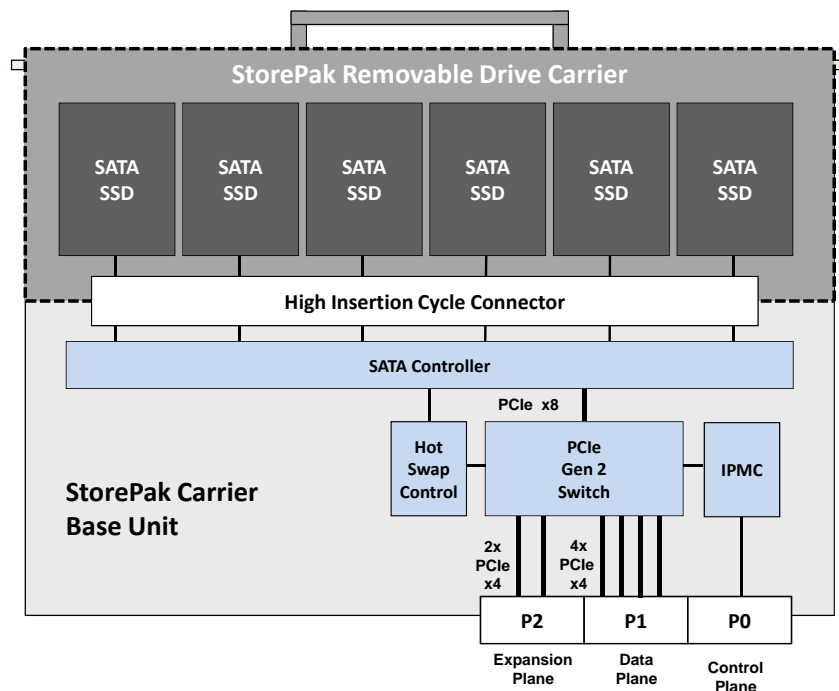 StorePak Removable Drive Carrier
SATA
SSD
SATA
SSD
SATA
SSD
SATA
SSD
SATA
SSD
SATA
SSD
High Insertion Cycle Connector
SATA Controller
PCIe x8
Hot
Swap
Control
PCIe
Gen 2
Switch
IPMC
StorePak Carrier
Base Unit
2x
PCIe
x4
4x
PCIe
x4
P2
P1
P0
Expansion
Plane
Data
Plane
Control
Plane